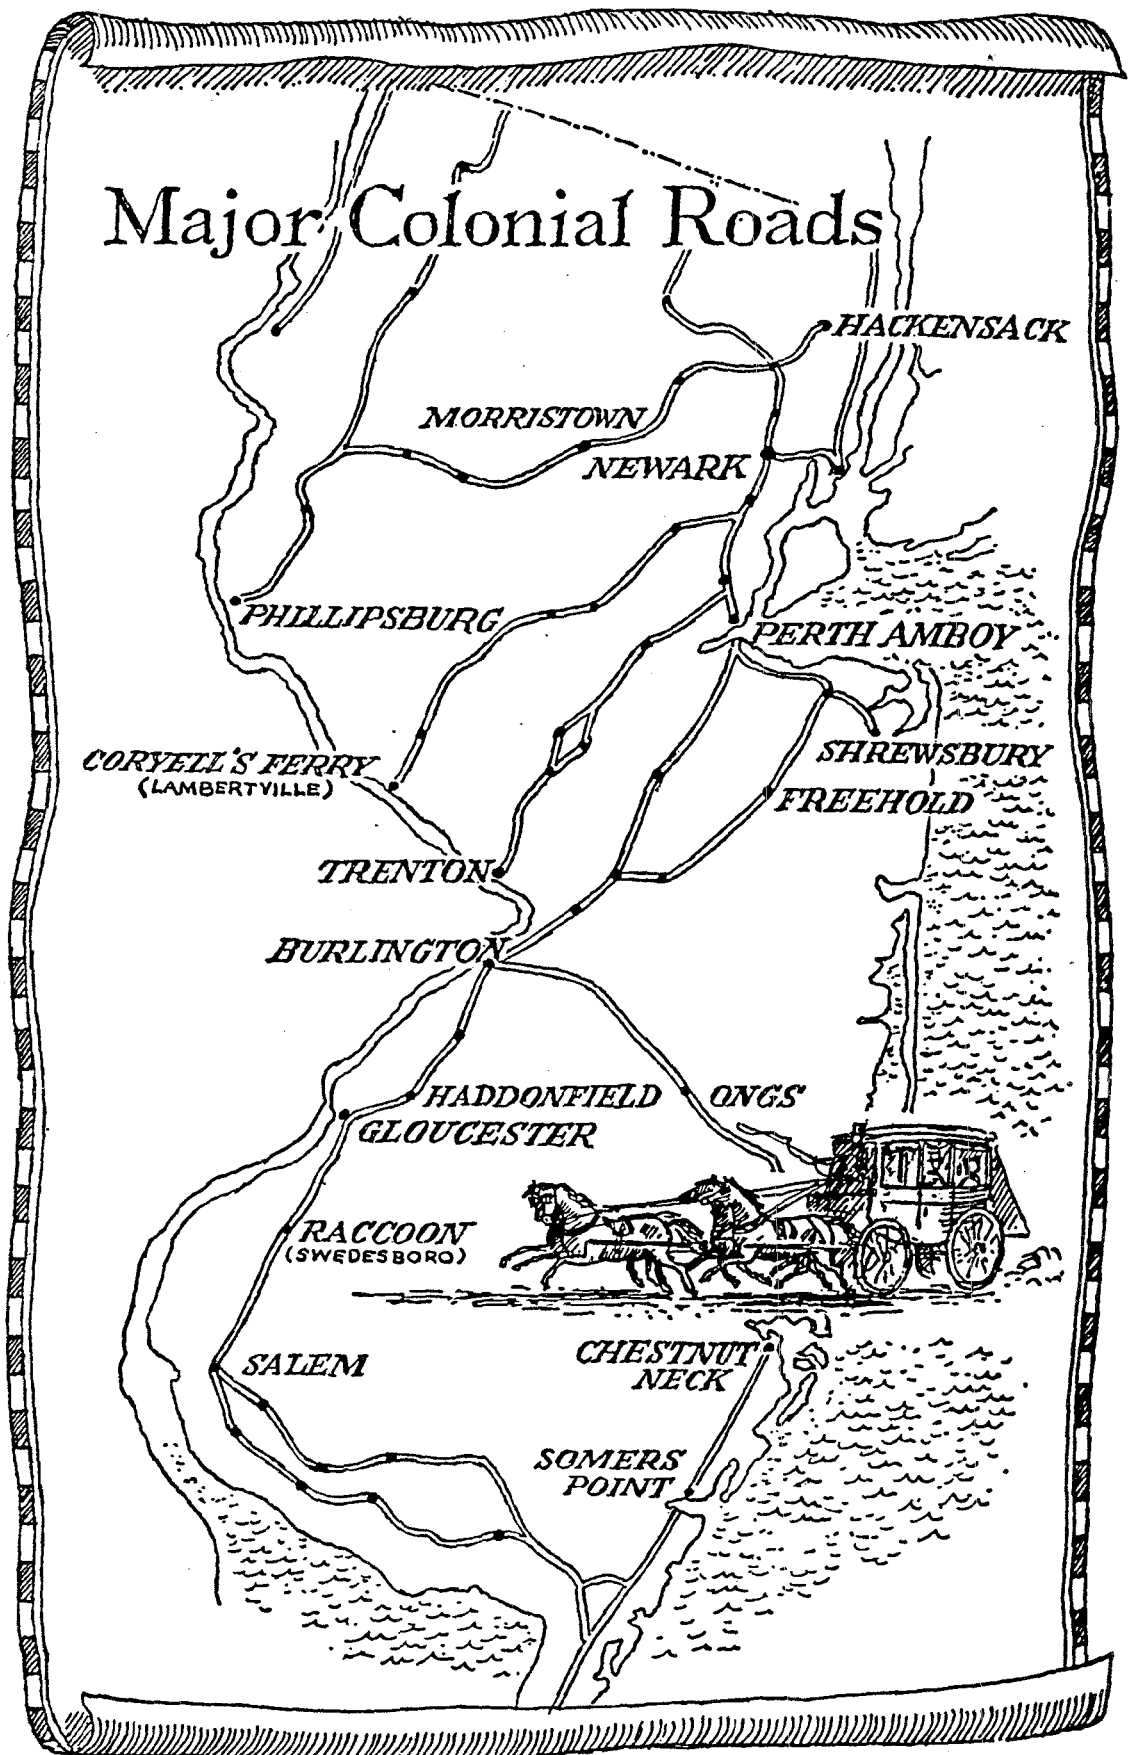 Major Colonial Roads
HACKENSACK
MORRISTOWN
NEWARK
PHILLIPSBURG
PERTH AMBOY
CORYELL'S FERRY
(LAMBERTVILLE)
SHREWSBURY
FREEHOLD
TRENTON
BURLINGTON
HADDONFIELD
ONGS
GLOUCESTER
RACCOON
(SWEDESBORO)
SALEM
CHESTNUT
NECK
SOMERS
POINT